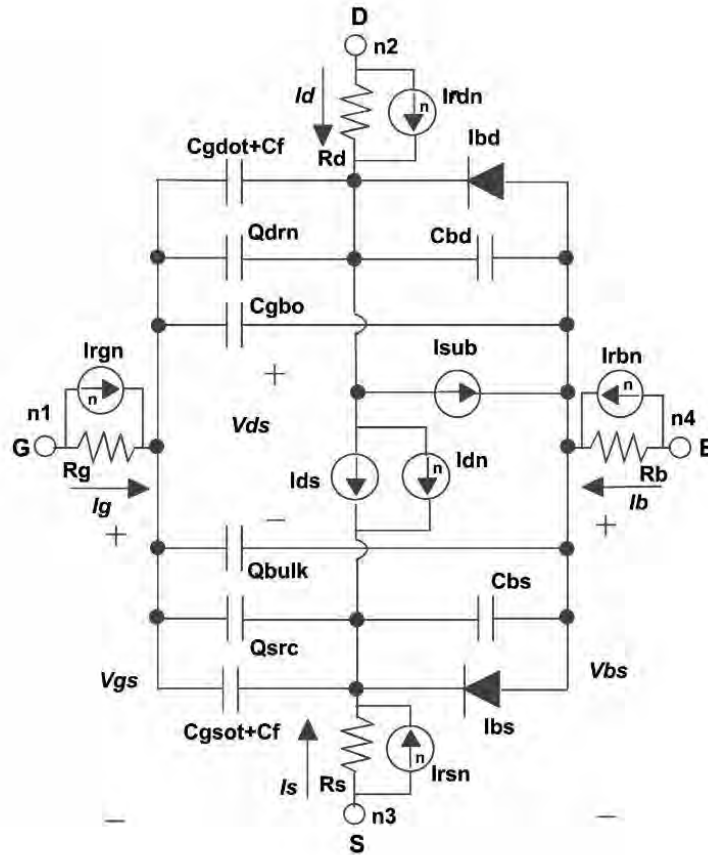 D
n2
Id
Irdn
Cgdot+Cf
Rd
Ibd
Qdrn
Cbd
Cgbo
+
Isub
Irgn
Irbn
n
n1
Vds
n
n4
G
B
Rg
Ids
n
Idn
Rb
Ig
Ib
+
−
+
Qbulk
Cbs
Qsrc
Vgs
Vbs
Cgsot+Cf
Ibs
n
Is
Rs
n
Irsn
−
n3
−
S